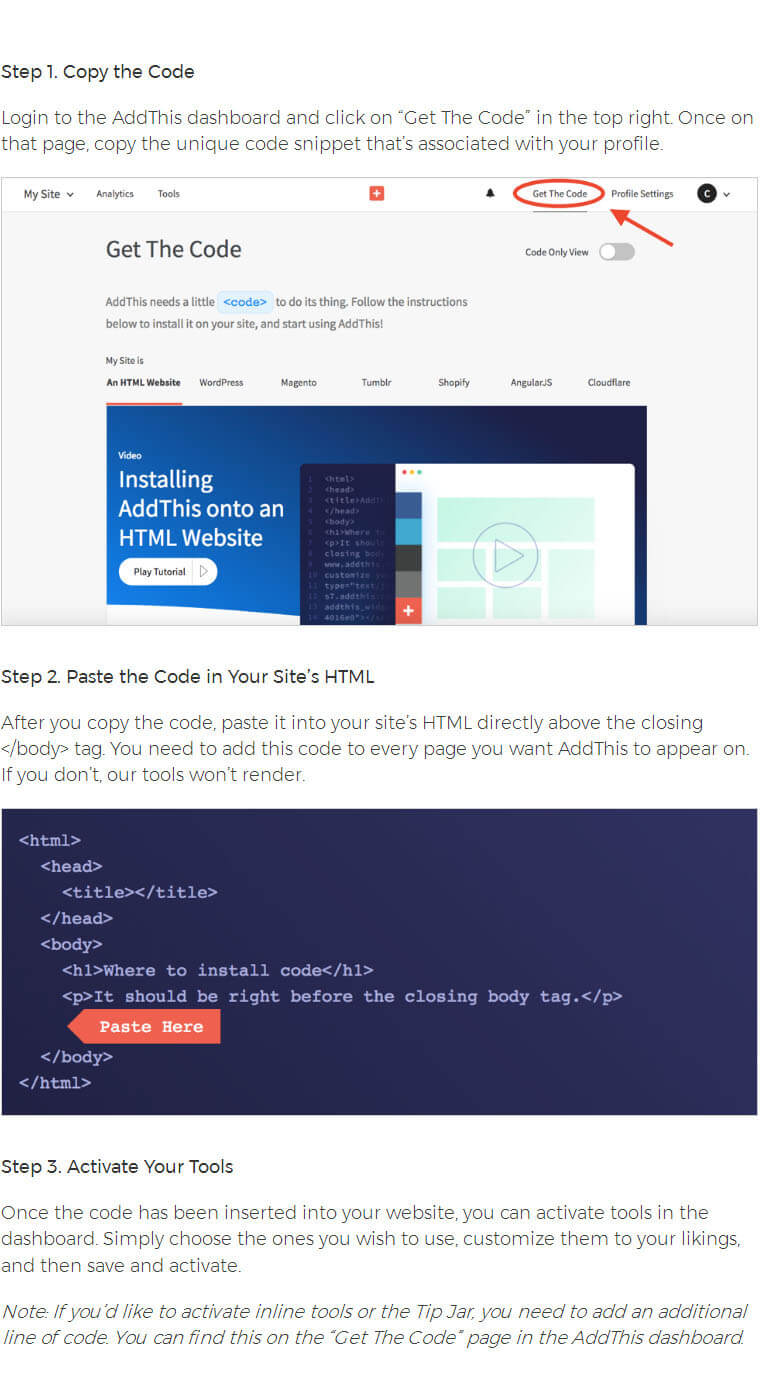 Step 1. Copy the Code
Login to the AddThis dashboard and click on “Get The Code” in the top right. Once on
that page, copy the unique code snippet that’s associated with your profile.
My Site Analytics Tools Get The Code Profile Settings C
Get The Code
Code Only View
AddThis needs a little <code> to do its thing. Follow the instructions
below to install it on your site, and start using AddThis!
My Site is
An HTML Website WordPress Magento Tumblr Shopify AngularJS Cloudflare
Video
Installing
AddThis onto an
HTML Website
Play Tutorial
1 <html>
2 <head>
3 <title>AddT
4 </head>
5 <body>
6 <h1>Where to
7 <p>It should
8 closing bod
9 www.addthis
10 customize
11 type="text/
12 s7.addthis
13 addthis_wid
14 4016e0"></s
Step 2. Paste the Code in Your Site’s HTML
After you copy the code, paste it into your site’s HTML directly above the closing
</body> tag. You need to add this code to every page you want AddThis to appear on.
If you don’t, our tools won’t render.
<html>
<head>
<title></title>
</head>
<body>
<h1>Where to install code</h1>
<p>It should be right before the closing body tag.</p>
Paste Here
</body>
</html>
Step 3. Activate Your Tools
Once the code has been inserted into your website, you can activate tools in the
dashboard. Simply choose the ones you wish to use, customize them to your likings,
and then save and activate.
Note: If you’d like to activate inline tools or the Tip Jar, you need to add an additional
line of code. You can find this on the “Get The Code” page in the AddThis dashboard.